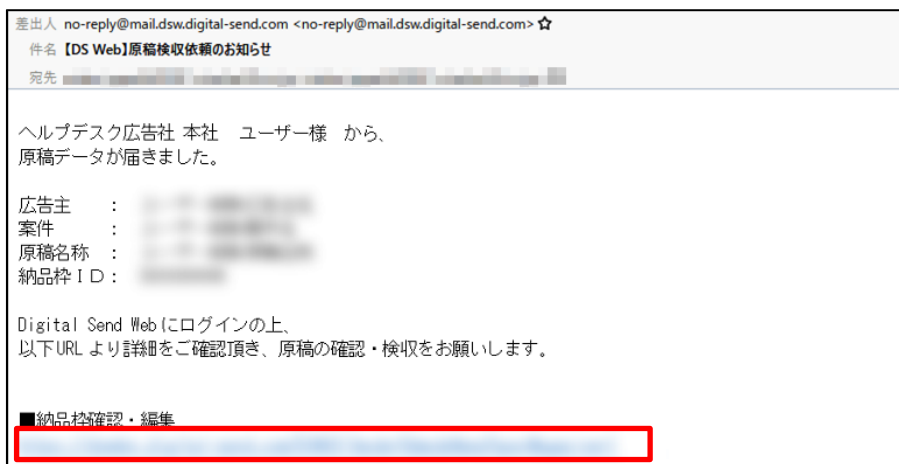 差出人 no-reply@mail.dsw.digital-send.com <no-reply@mail.dsw.digital-send.com> ☆
件名 【DS Web】原稿検収依頼のお知らせ
宛先
ヘルプデスク広告社 本社　ユーザー様　から、
原稿データが届きました。
広告主　　：
案件　　　：
原稿名称　：
納品枠ＩＤ：
Digital Send Webにログインの上、
以下URL より詳細をご確認頂き、原稿の確認・検収をお願いします。
■納品枠確認・編集